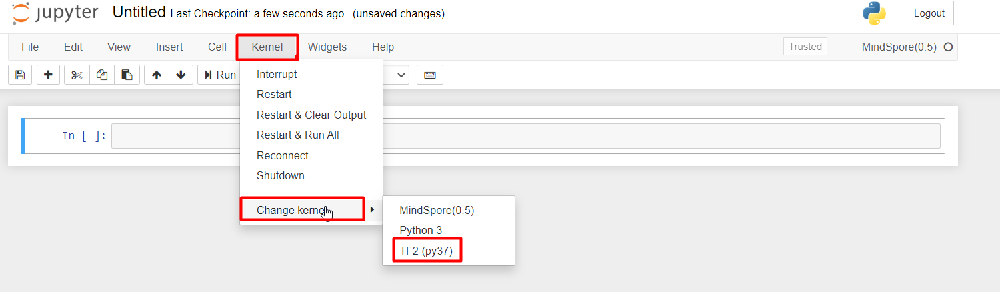 jupyter Untitled Last Checkpoint: a few seconds ago (unsaved changes) Logout
File Edit View Insert Cell Kernel Widgets Help Trusted MindSpore(0.5)
Run
Interrupt
Restart
Restart & Clear Output
Restart & Run All
Reconnect
Shutdown
Change kernel
In [ ]:
MindSpore(0.5)
Python 3
TF2 (py37)